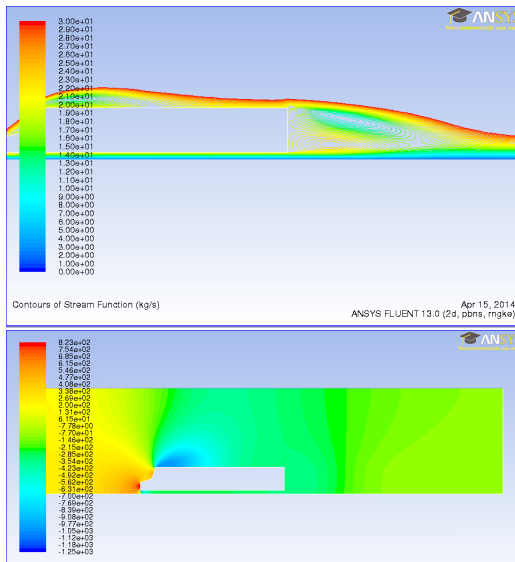 ANSYS
3.00e+01
2.90e+01
2.80e+01
2.70e+01
2.60e+01
2.50e+01
2.40e+01
2.30e+01
2.20e+01
2.10e+01
2.00e+01
1.90e+01
1.80e+01
1.70e+01
1.60e+01
1.50e+01
1.40e+01
1.30e+01
1.20e+01
1.10e+01
1.00e+01
9.00e+00
8.00e+00
7.00e+00
6.00e+00
5.00e+00
4.00e+00
3.00e+00
2.00e+00
1.00e+00
0.00e+00
Contours of Stream Function (kg/s)
Apr 15, 2014
ANSYS FLUENT 13.0 (2d, pbns, rngke)
ANSYS
8.23e+02
7.54e+02
6.85e+02
6.15e+02
5.46e+02
4.77e+02
4.08e+02
3.38e+02
2.69e+02
2.00e+02
1.31e+02
6.15e+01
-7.78e+00
-7.70e+01
-1.46e+02
-2.15e+02
-2.85e+02
-3.54e+02
-4.23e+02
-4.92e+02
-5.62e+02
-6.31e+02
-7.00e+02
-7.69e+02
-8.39e+02
-9.08e+02
-9.77e+02
-1.05e+03
-1.12e+03
-1.18e+03
-1.25e+03